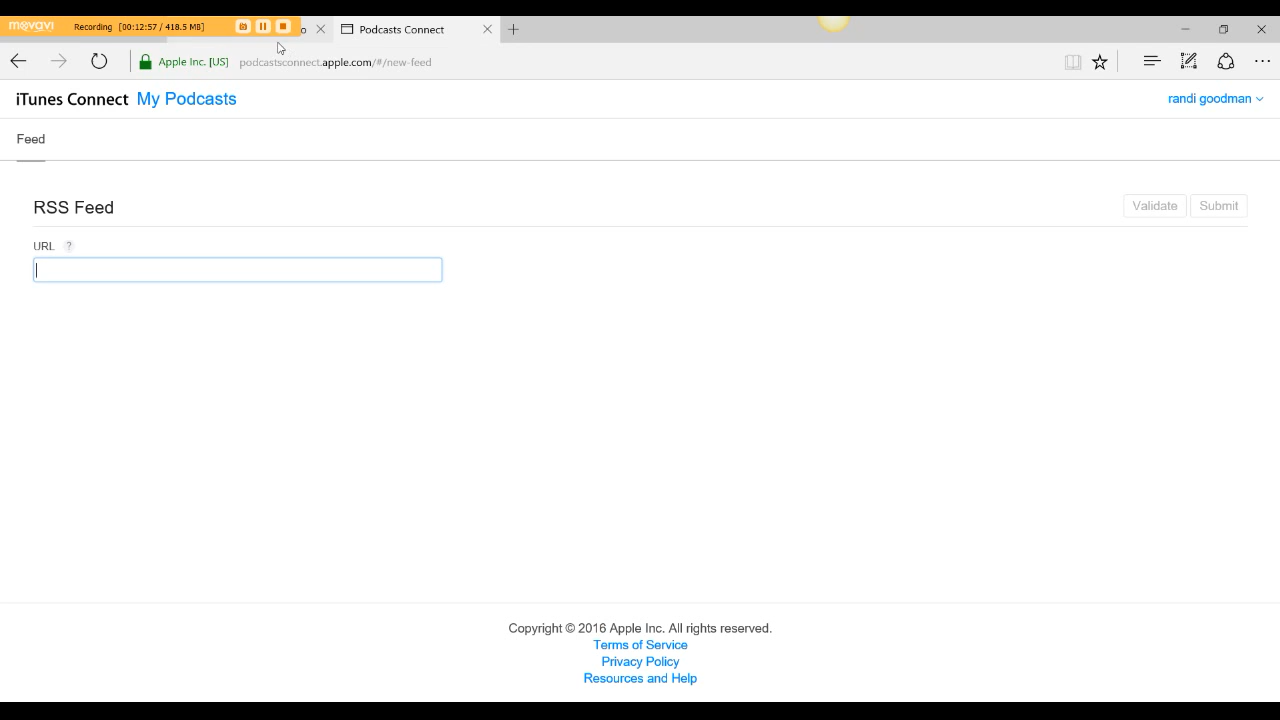 movavi Recording [00:12:57 / 418.5 MB]
o
Podcasts Connect
Apple Inc. [US] podcastsconnect.apple.com/#/new-feed
iTunes Connect My Podcasts
randi goodman
Feed
RSS Feed
Validate Submit
URL ?
Copyright © 2016 Apple Inc. All rights reserved.
Terms of Service
Privacy Policy
Resources and Help